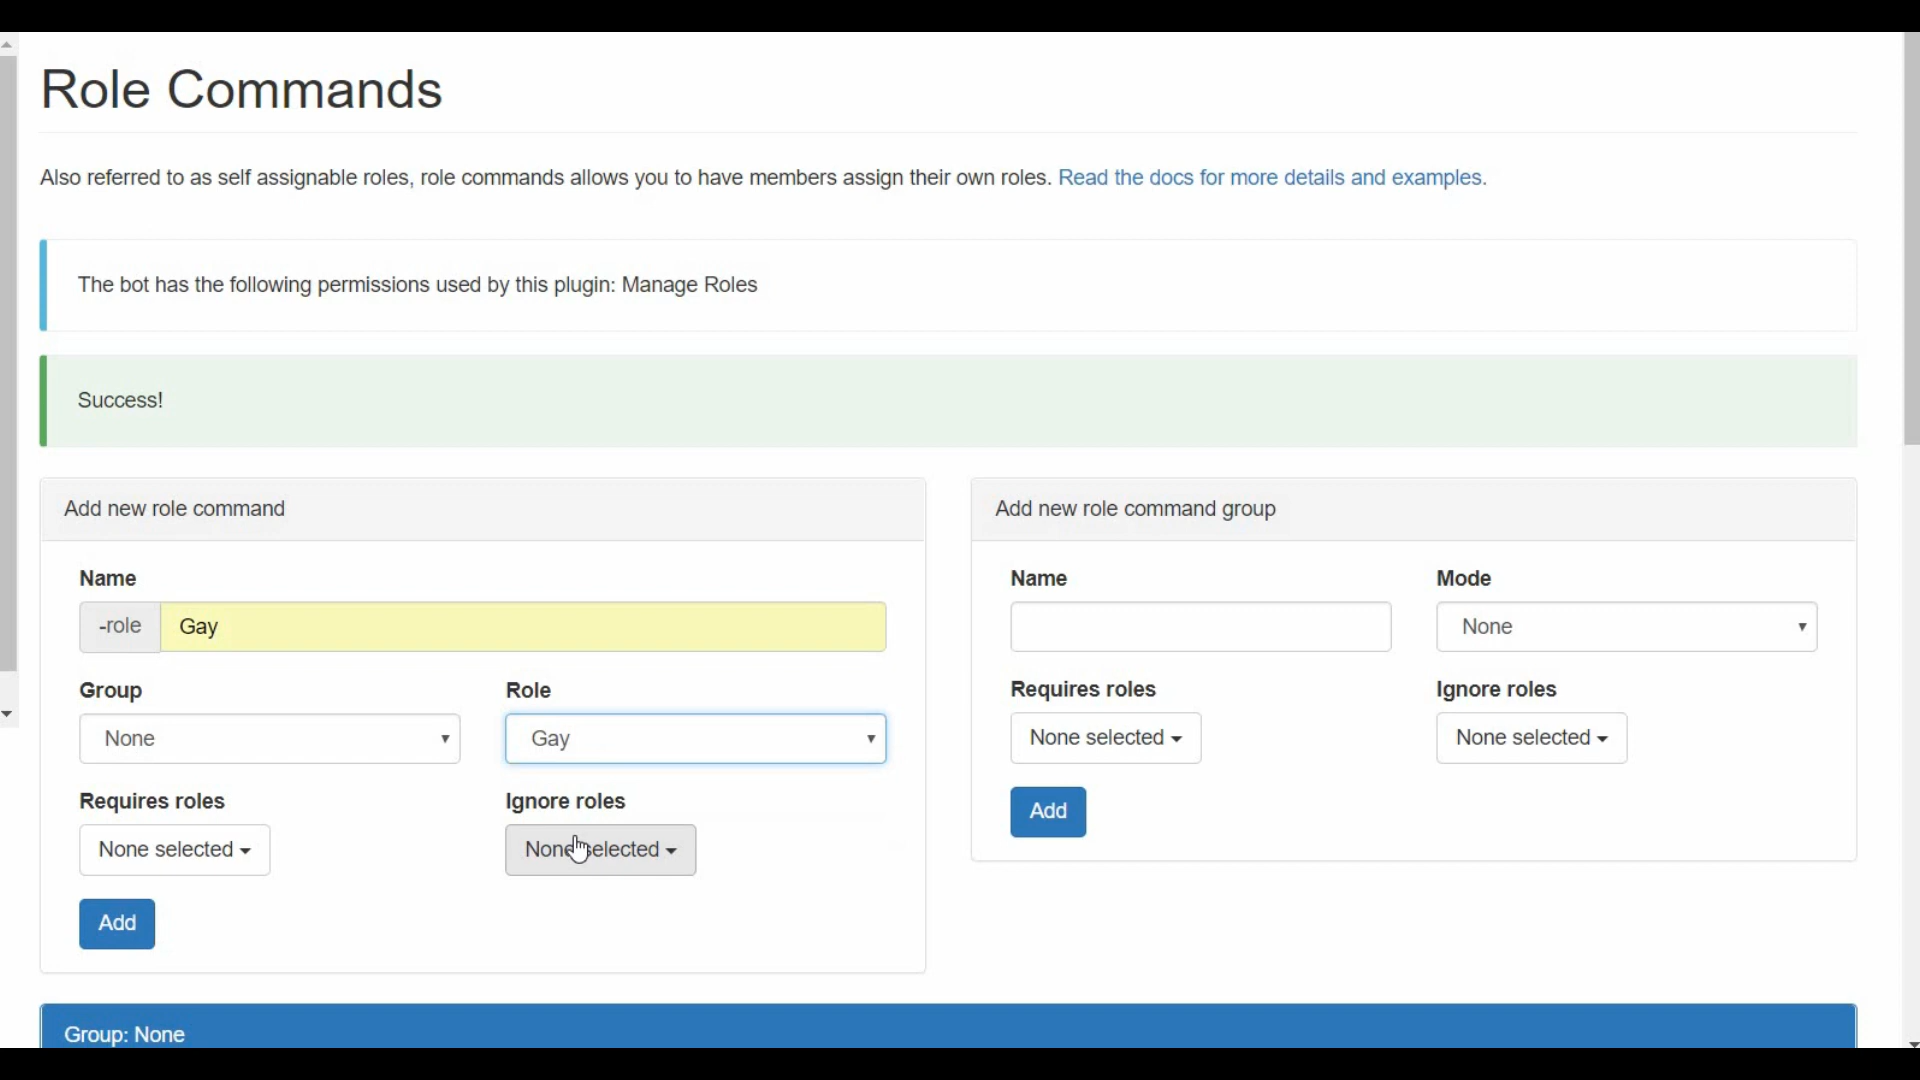 Role Commands
Also referred to as self assignable roles, role commands allows you to have members assign their own roles. Read the docs for more details and examples.
The bot has the following permissions used by this plugin: Manage Roles
Success!
Add new role command
Name
-role Gay
Group Role
None Gay
Requires roles Ignore roles
None selected None selected
Add
Add new role command group
Name Mode
None
Requires roles Ignore roles
None selected None selected
Add
Group: None